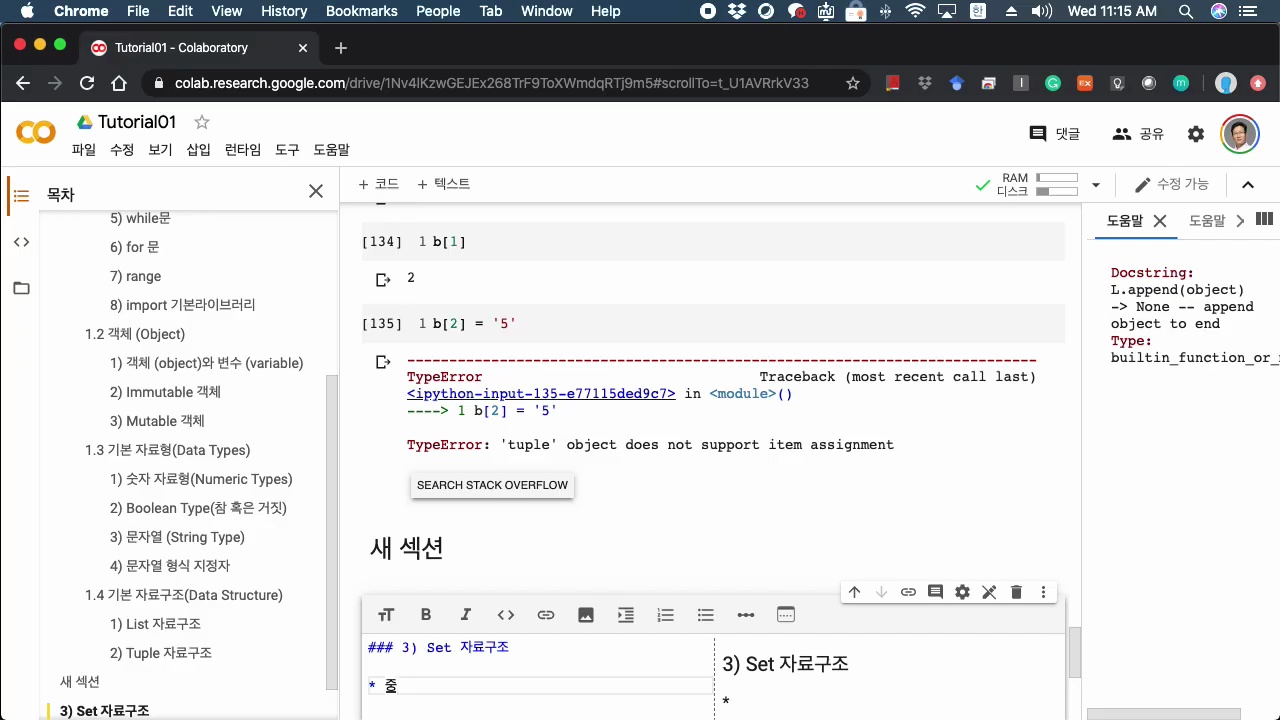 Chrome File Edit View History Bookmarks People Tab Window Help 한 Wed 11:15 AM
Tutorial01 - Colaboratory
colab.research.google.com/drive/1Nv4lKzwGEJEx268TrF9ToXWmdqRTj9m5#scrollTo=t_U1AVRrkV33
Tutorial01
댓글 공유
파일 수정 보기 삽입 런타임 도구 도움말
목차
+ 코드 + 텍스트
RAM
디스크
수정 가능
5) while문
6) for 문
7) range
8) import 기본라이브러리
1.2 객체 (Object)
1) 객체 (object)와 변수 (variable)
2) Immutable 객체
3) Mutable 객체
1.3 기본 자료형(Data Types)
1) 숫자 자료형(Numeric Types)
2) Boolean Type(참 혹은 거짓)
3) 문자열 (String Type)
4) 문자열 형식 지정자
1.4 기본 자료구조(Data Structure)
1) List 자료구조
2) Tuple 자료구조
새 섹션
3) Set 자료구조
[134] 1 b[1]
2
[135] 1 b[2] = '5'
---------------------------------------------------------------------------
TypeError Traceback (most recent call last)
<ipython-input-135-e77115ded9c7> in <module>()
----> 1 b[2] = '5'
TypeError: 'tuple' object does not support item assignment
SEARCH STACK OVERFLOW
새 섹션
### 3) Set 자료구조
* 중
3) Set 자료구조
*
도움말 도움말
Docstring:
L.append(object)
-> None -- append
object to end
Type:
builtin_function_or_